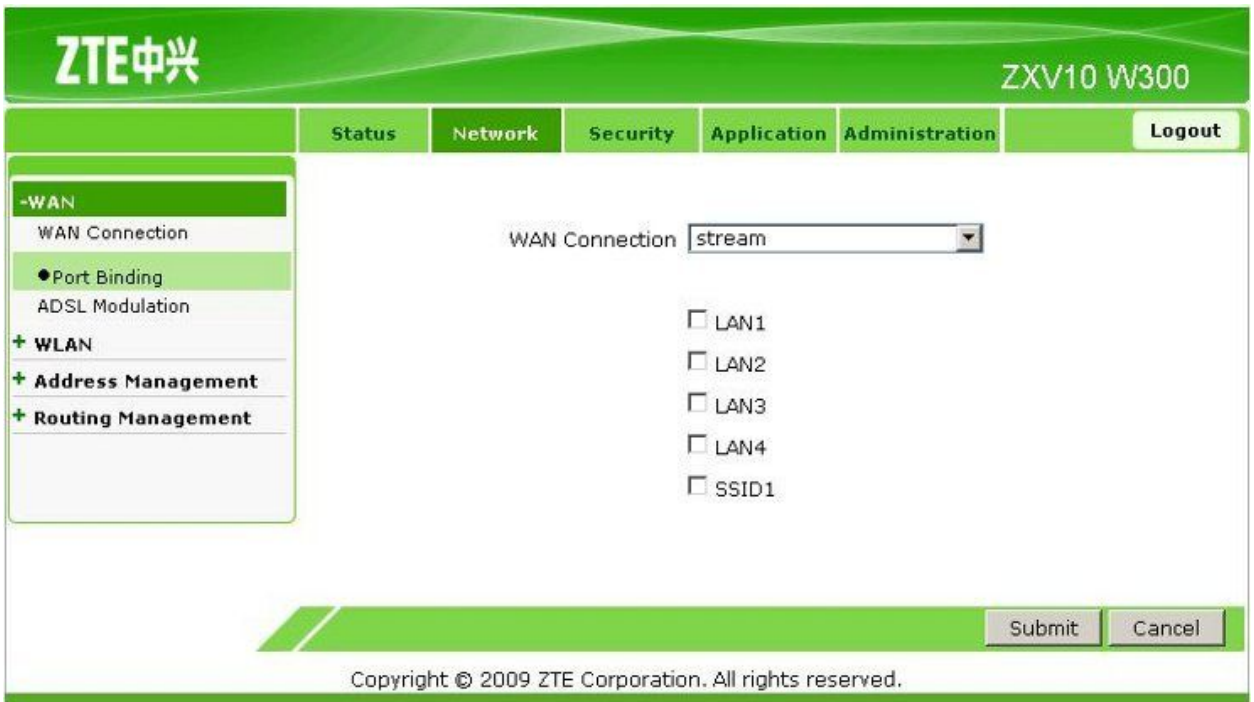 ZTE中兴
ZXV10 W300
Status Network Security Application Administration Logout
-WAN
WAN Connection
Port Binding
ADSL Modulation
+ WLAN
+ Address Management
+ Routing Management
WAN Connection stream
LAN1
LAN2
LAN3
LAN4
SSID1
Submit Cancel
Copyright © 2009 ZTE Corporation. All rights reserved.